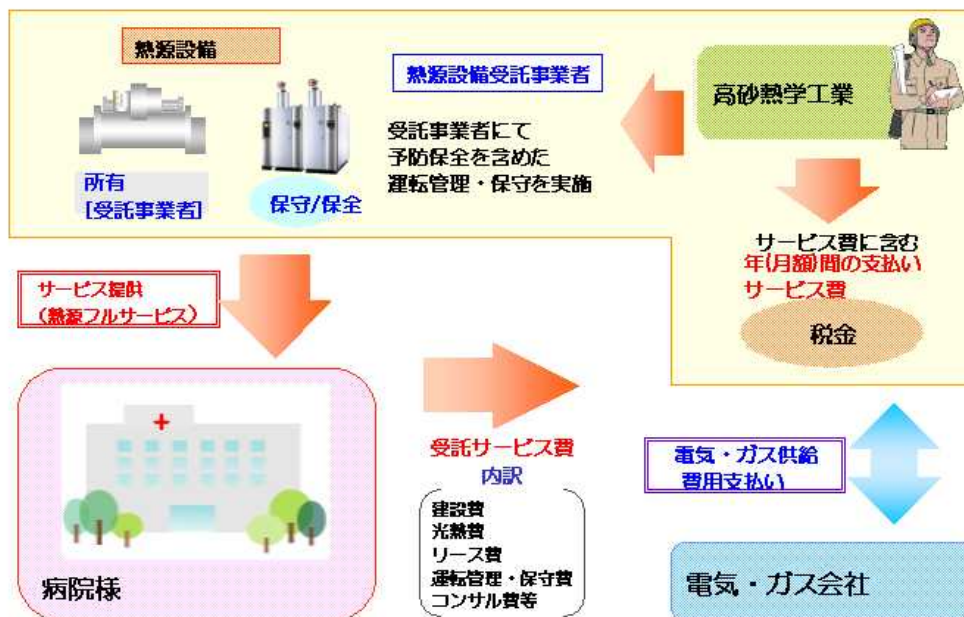 熱源設備
熱源設備受託事業者
高砂熱学工業
受託事業者にて
予防保全を含めた
運転管理・保守を実施
所有
[受託事業者]
保守/保全
サービス費に含む
年(月額)間の支払い
サービス費
税金
サービス提供
(熱源フルサービス)
受託サービス費
内訳
建設費
光熱費
リース費
運転管理・保守費
コンサル費等
電気・ガス供給
費用支払い
病院様
電気・ガス会社